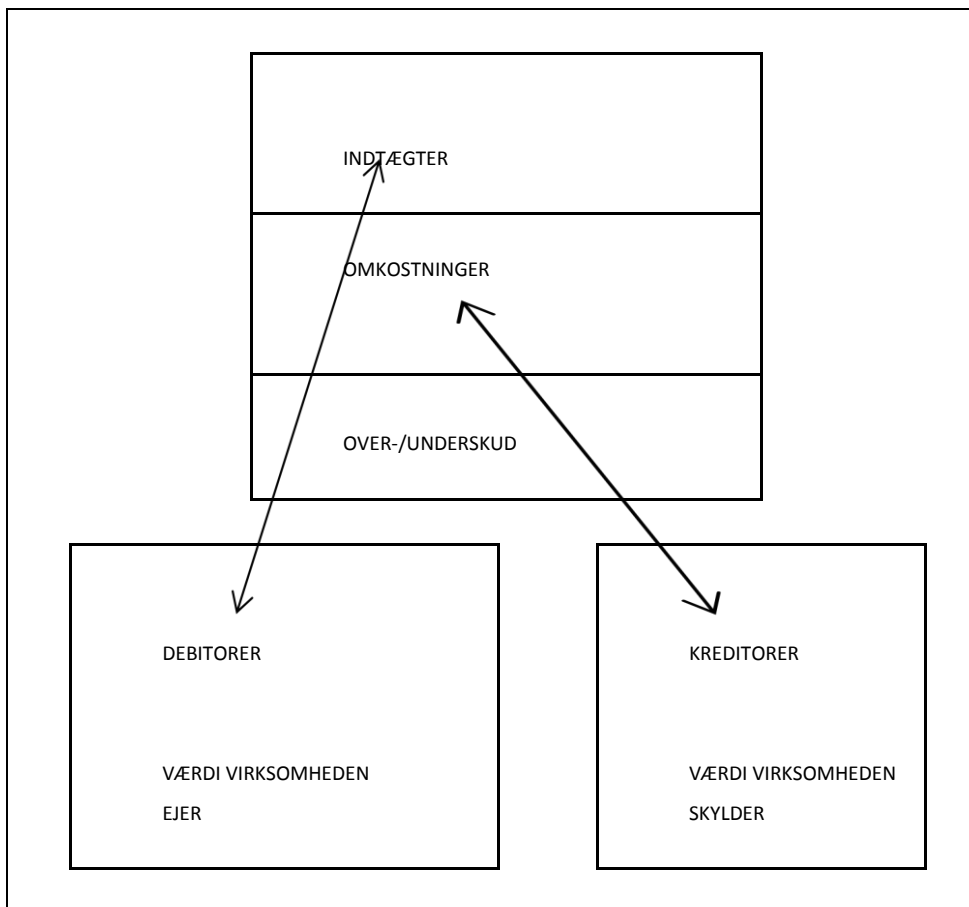 INDTÆGTER
OMKOSTNINGER
OVER-/UNDERSKUD
DEBITORER
VÆRDI VIRKSOMHEDEN
EJER
KREDITORER
VÆRDI VIRKSOMHEDEN
SKYLDER